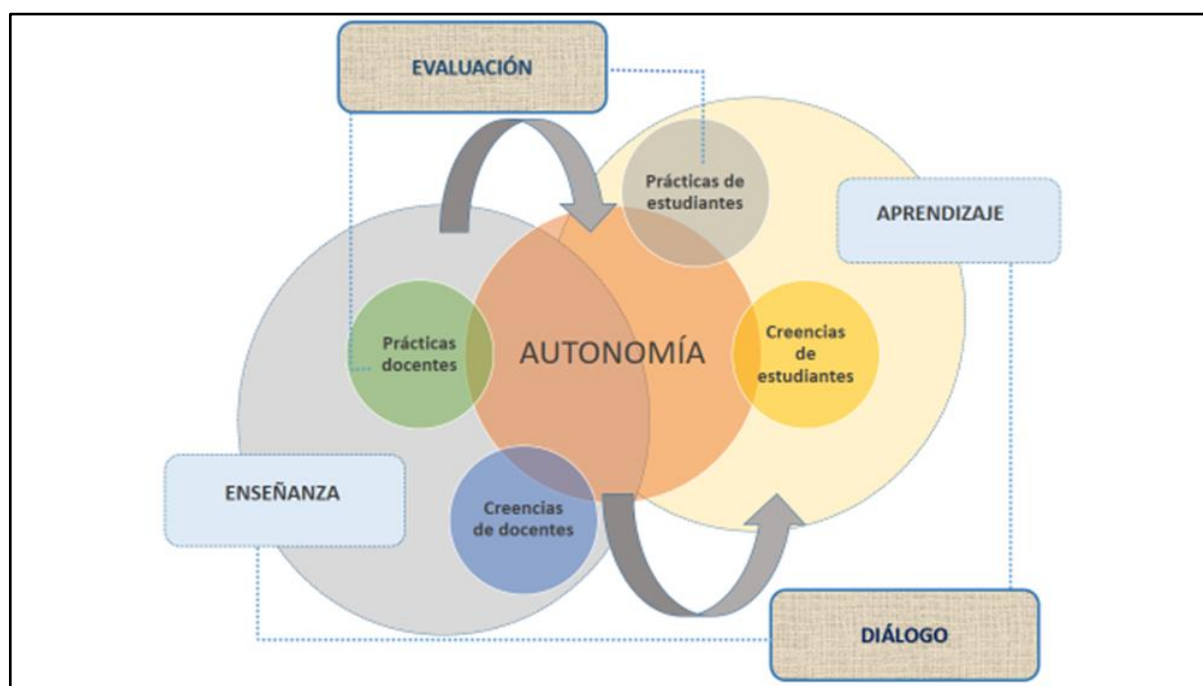 EVALUACIÓN
Prácticas de
estudiantes
APRENDIZAJE
Prácticas
docentes
AUTONOMÍA
Creencias
de
estudiantes
ENSEÑANZA
Creencias
de docentes
DIÁLOGO